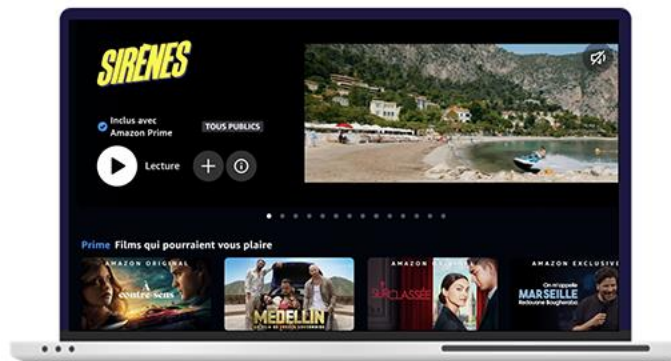 SIRÈNES
Inclus avec
Amazon Prime
TOUS PUBLICS
Lecture
Prime Films qui pourraient vous plaire
AMAZON ORIGINAL
À
contre-sens
MEDELLIN
AMAZON ORIGINAL
SURCLASSÉE
AMAZON EXCLUSIVE
On m'appelle
MARSEILLE
Redouane Bougheraba